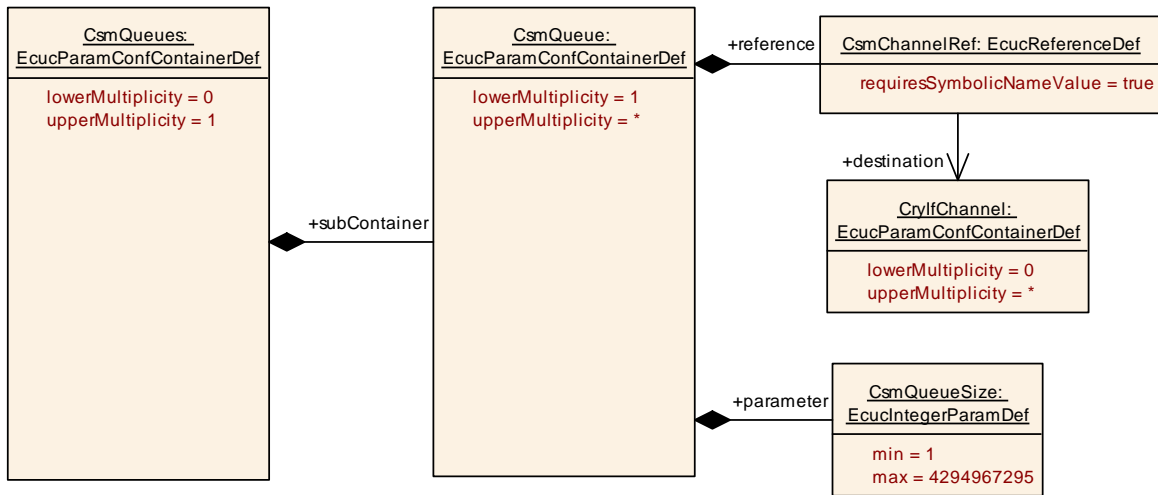 CsmQueues:
EcucParamConfContainerDef
lowerMultiplicity = 0
upperMultiplicity = 1
+subContainer
CsmQueue:
EcucParamConfContainerDef
lowerMultiplicity = 1
upperMultiplicity = *
+reference
CsmChannelRef: EcucReferenceDef
requiresSymbolicNameValue = true
+destination
CryIfChannel:
EcucParamConfContainerDef
lowerMultiplicity = 0
upperMultiplicity = *
+parameter
CsmQueueSize:
EcucIntegerParamDef
min = 1
max = 4294967295